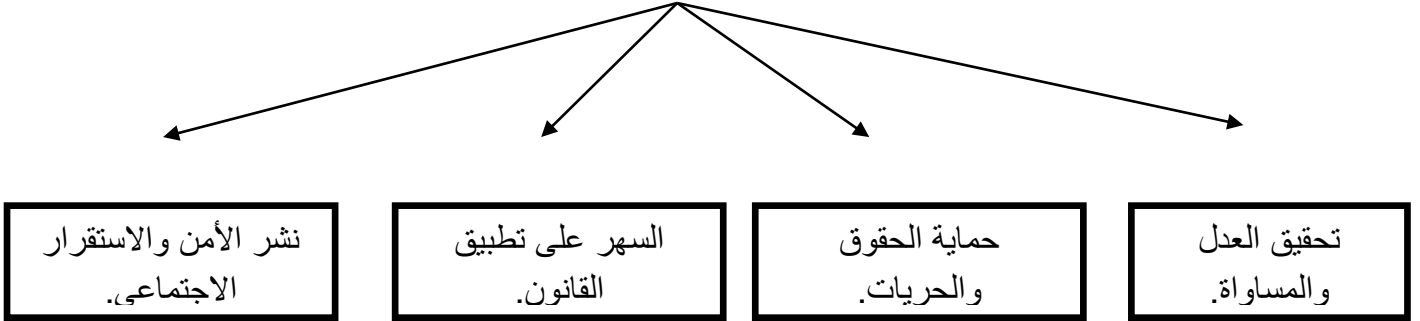 تحقيق العدل
والمساواة.
حماية الحقوق
والحريات.
السهر على تطبيق
القانون.
نشر الأمن والاستقرار
الاجتماعي.